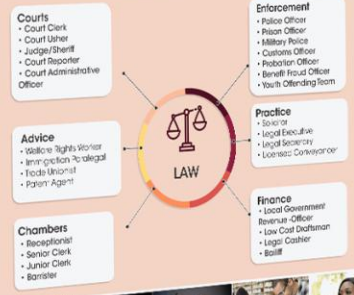 Courts
• Court Clerk
• Court Usher
• Judge/Sheriff
• Court Reporter
• Court Administrative
Officer
Advice
• Welfare Rights Worker
• Immigration Paralegal
• Trade Unionist
• Patent Agent
Chambers
• Receptionist
• Senior Clerk
• Junior Clerk
• Barrister
LAW
Enforcement
• Police Officer
• Prison Officer
• Military Police
• Customs Officer
• Probation Officer
• Benefit Fraud Officer
• Youth Offending Team
Practice
• Solicitor
• Legal Executive
• Legal Secretary
• Licensed Conveyancer
Finance
• Local Government
Revenue -Officer
• Law Cost Draftsman
• Legal Cashier
• Bailiff